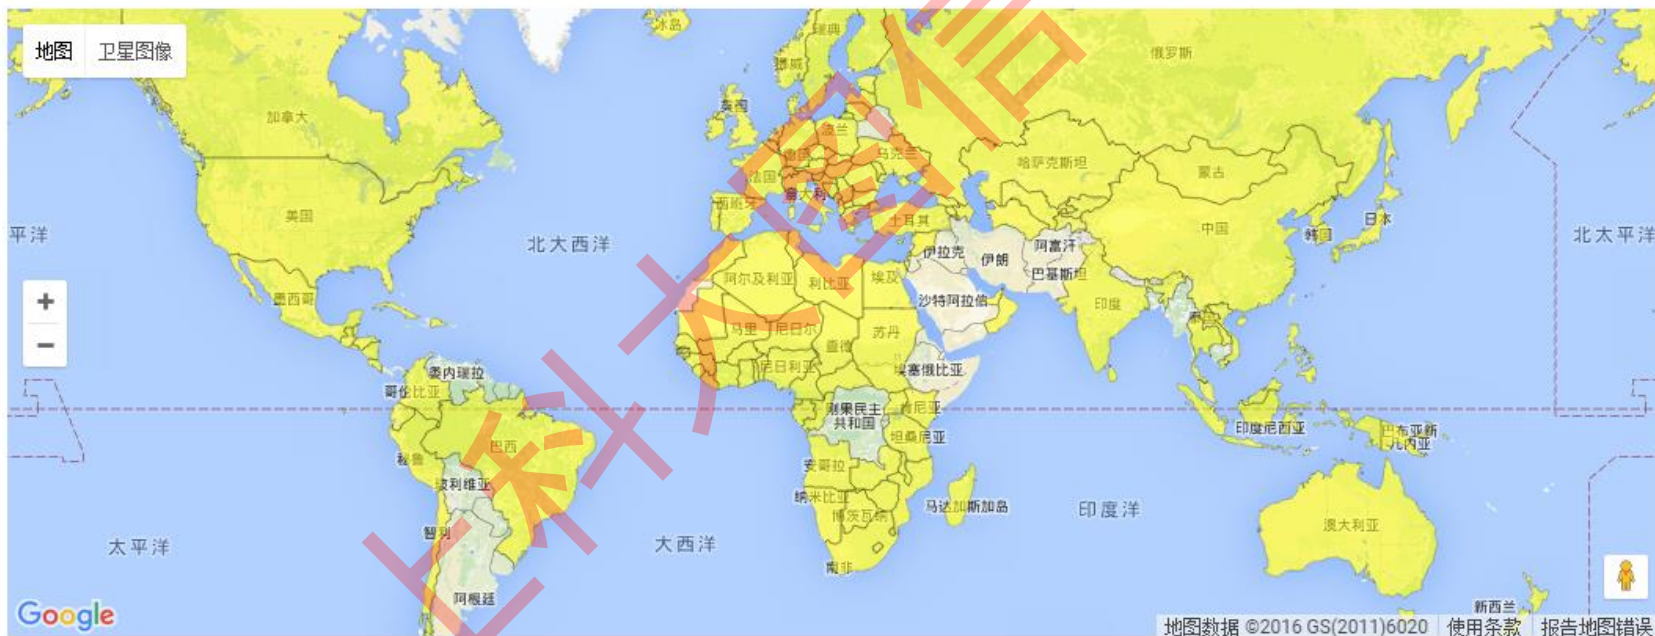 冰岛
瑞典
地图 卫星图像
挪威
俄罗斯
英国
加拿大
波兰
德国
乌克兰
哈萨克斯坦
蒙古
法国
意大利
西班牙
美国
土耳其
中国
日本
韩国
平洋
北大西洋
北太平洋
伊拉克
伊朗
阿富汗
巴基斯坦
阿尔及利亚
利比亚
埃及
墨西哥
沙特阿拉伯
印度
泰国
马里
尼日尔
乍得
苏丹
尼日利亚
埃塞俄比亚
委内瑞拉
哥伦比亚
刚果民主
共和国
肯尼亚
坦桑尼亚
印度尼西亚
巴布亚新
几内亚
秘鲁
巴西
玻利维亚
安哥拉
纳米比亚
博茨瓦纳
马达加斯加岛
印度洋
澳大利亚
智利
太平洋
大西洋
南非
阿根廷
新西兰
Google
地图数据 ©2016 GS(2011)6020 使用条款 报告地图错误
上科大图信